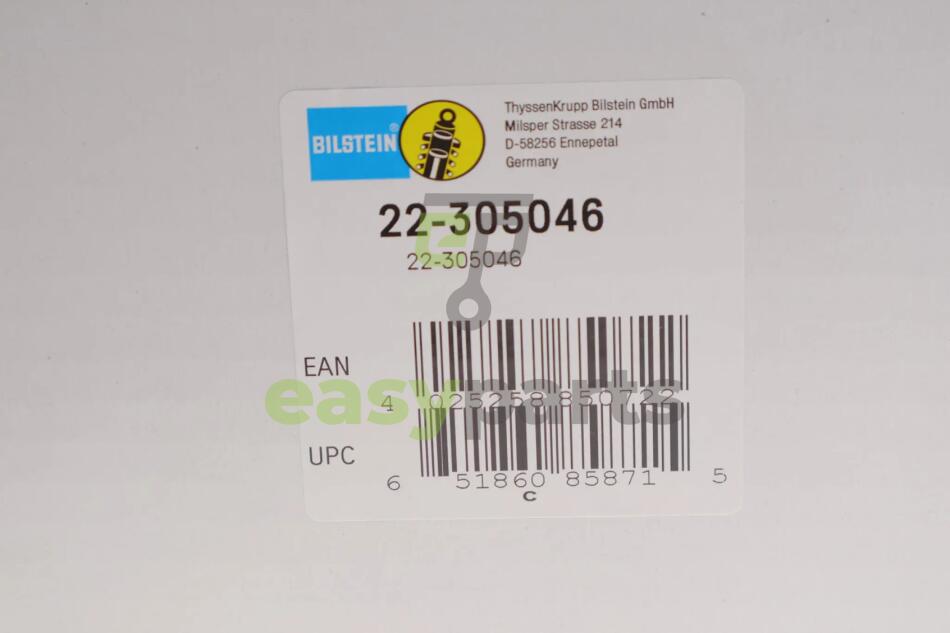 BILSTEIN®
ThyssenKrupp Bilstein GmbH
Milsper Strasse 214
D-58256 Ennepetal
Germany
22-305046
22-305046
EAN
4 025258 850722
easyparts
UPC
6 51860 85871 5
C